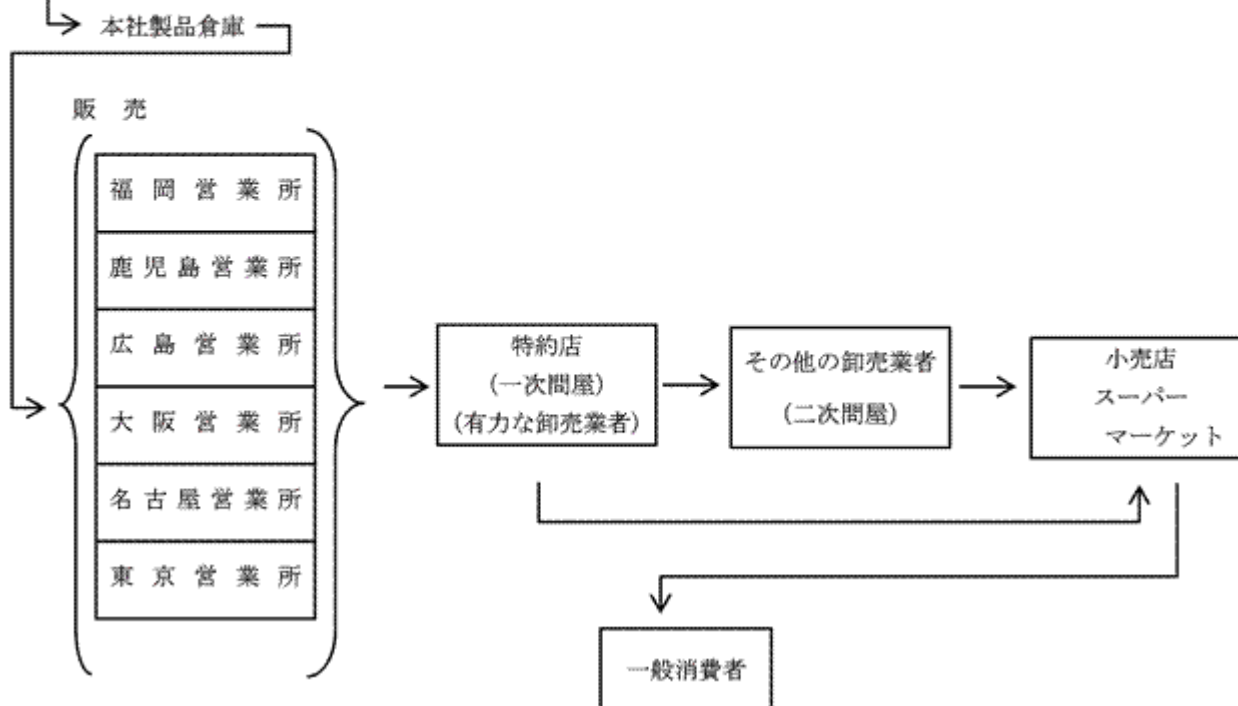 本社製品倉庫
販売
福岡営業所
鹿児島営業所
広島営業所
大阪営業所
名古屋営業所
東京営業所
特約店
(一次問屋)
(有力な卸売業者)
その他の卸売業者
(二次問屋)
小売店
スーパー
マーケット
一般消費者